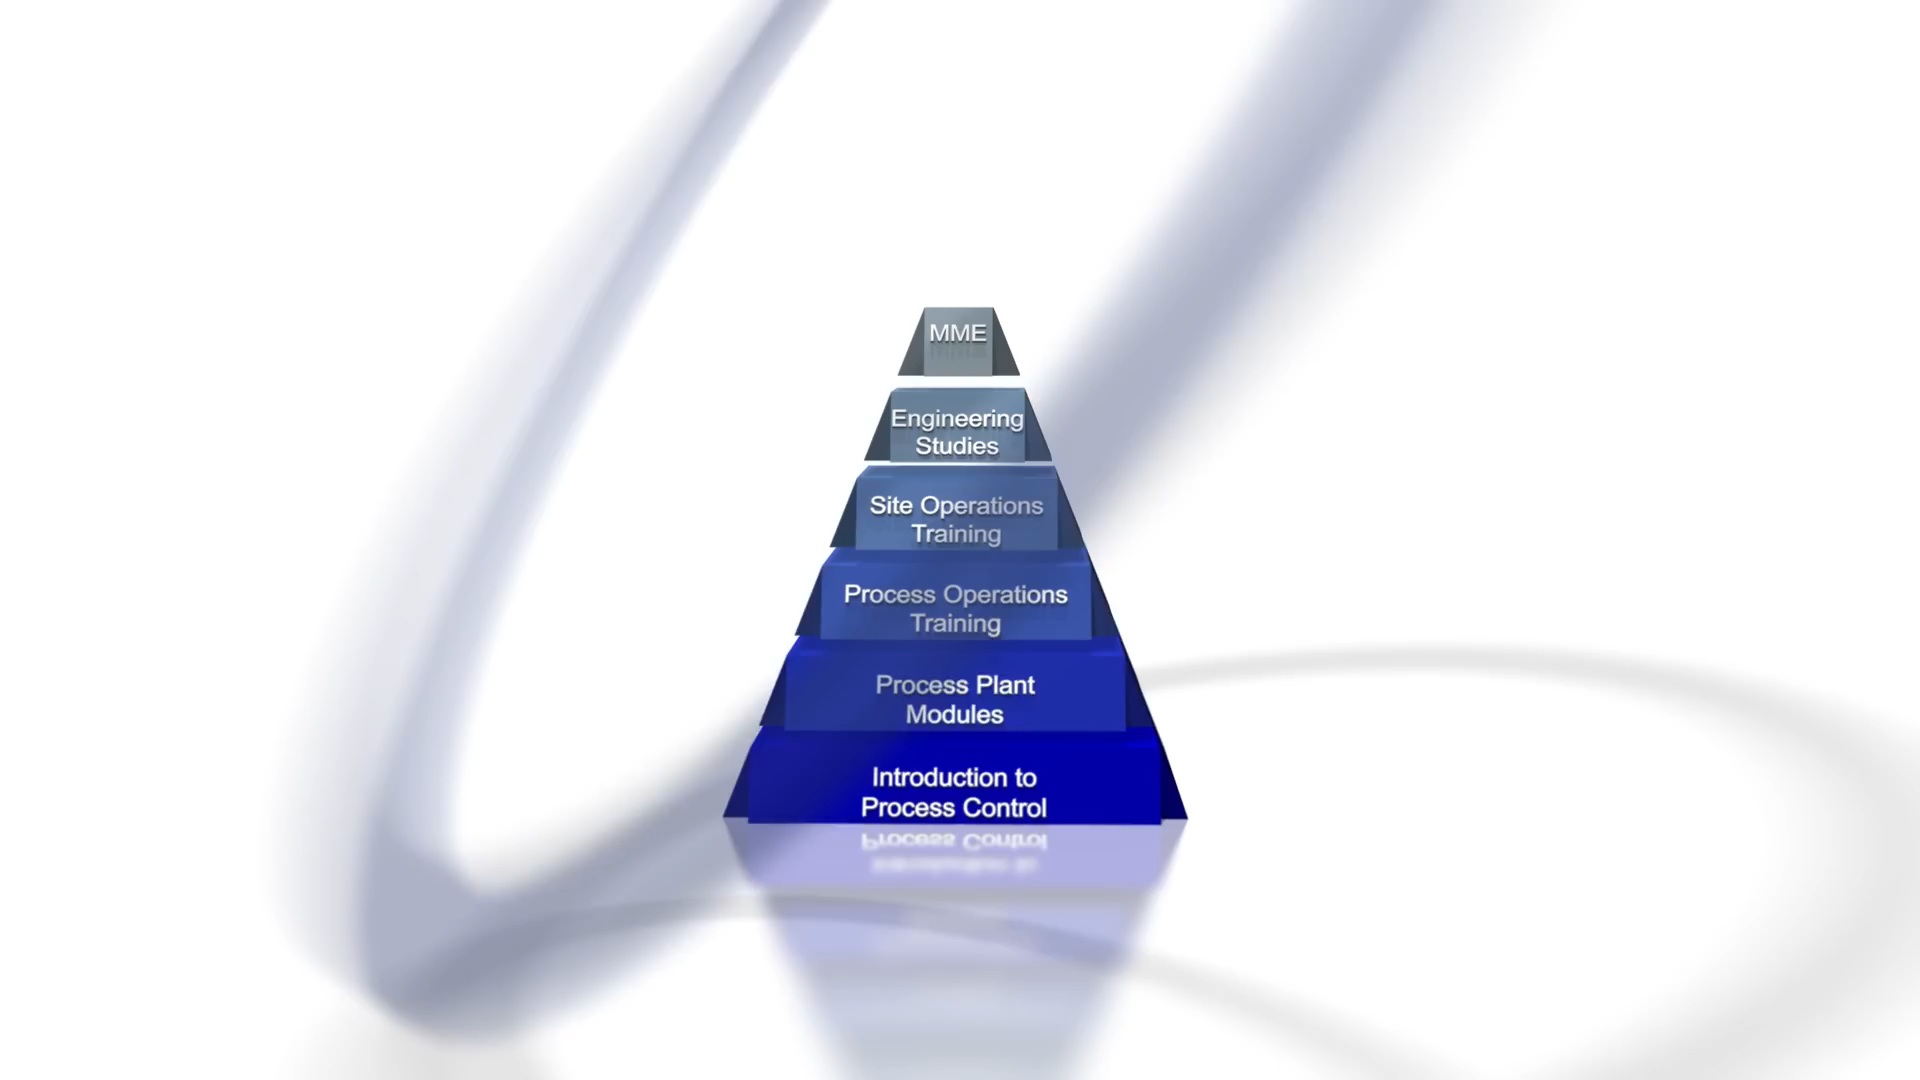 MME
Engineering
Studies
Site Operations
Training
Process Operations
Training
Process Plant
Modules
Introduction to
Process Control